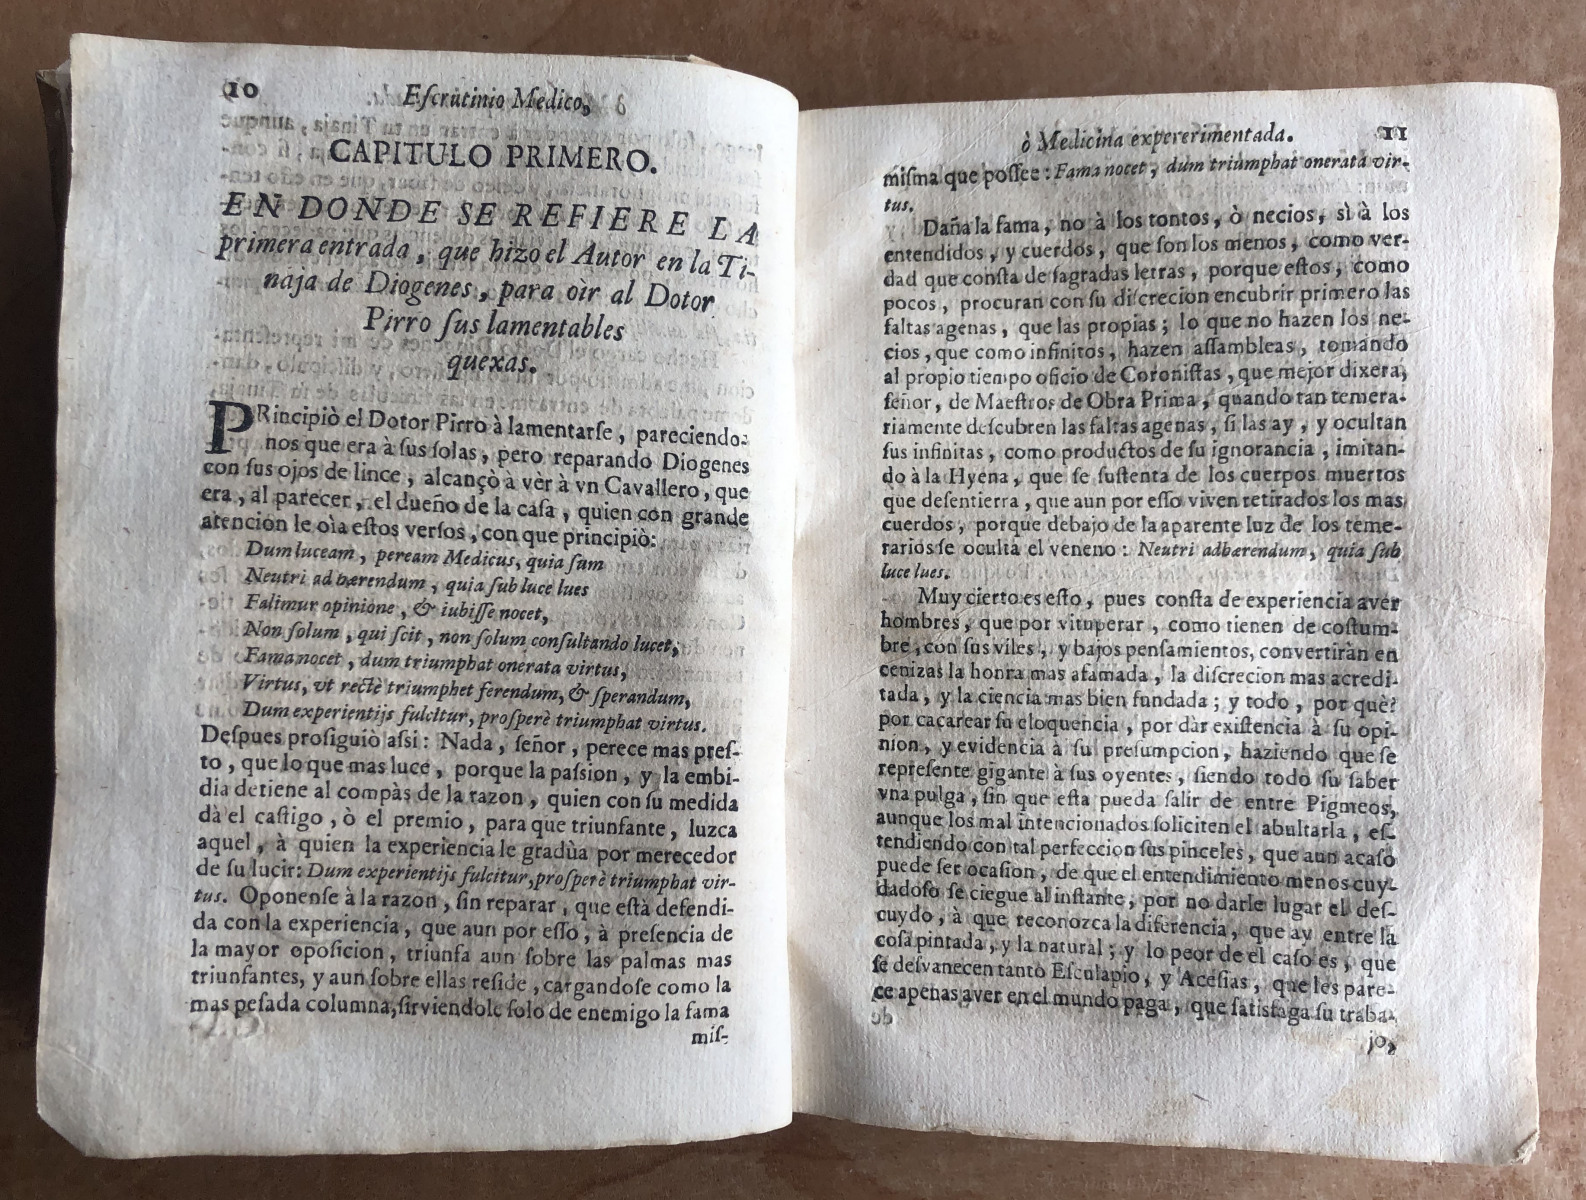 10 Eſcrutinio Medico,
CAPITULO PRIMERO.
EN DONDE SE REFIERE LA
primera entrada, que hizo el Autor en la Ti-
naja de Diogenes, para oìr al Dotor
Pirro ſus lamentables
quexas.
PRincipiò el Dotor Pirro à lamentarſe, pareciendo-
nos que era à ſus ſolas, pero reparando Diogenes
con ſus ojos de lince, alcançò à vèr à vn Cavallero, que
era, al parecer, el dueño de la caſa, quien con grande
atencion le oìa eſtos verſos, con que principiò:
Dum luceam, peream Medicus, quia ſum
Neutri adhærendum, quia ſub luce lues
Falimur opinione, & iubiſſe nocet,
Non ſolum, qui ſcit, non ſolum conſultando lucet,
Fama nocet, dum triumphat onerata virtus,
Virtus, vt rectè triumphet ferendum, & ſperandum,
Dum experientijs fulcitur, proſperè triumphat virtus.
Deſpues proſiguiò aſsi: Nada, ſeñor, perece mas preſ-
to, que lo que mas luce, porque la paſsion, y la embi-
dia detiene al compàs de la razon, quien con ſu medida
dà el caſtigo, ò el premio, para que triunfante, luzca
aquel, à quien la experiencia le gradùa por merecedor
de ſu lucir: Dum experientijs fulcitur, proſperè triumphat vir-
tus. Oponenſe à la razon, ſin reparar, que eſtà defendi-
da con la experiencia, que aun por eſſo, à preſencia de
la mayor opoſicion, triunfa aun ſobre las palmas mas
triunfantes, y aun ſobre ellas reſide, cargandoſe como la
mas peſada columna, ſirviendole ſolo de enemigo la fama
miſ-
ò Medicina expererimentada. 11
miſma que poſſee: Fama nocet, dum triumphat onerata vir-
tus.
Daña la fama, no à los tontos, ò necios, sì à los
entendidos, y cuerdos, que ſon los menos, como ver-
dad que conſta de ſagradas letras, porque eſtos, como
pocos, procuran con ſu diſcrecion encubrir primero las
faltas agenas, que las propias; lo que no hazen los ne-
cios, que como infinitos, hazen aſſambleas, tomando
al propio tiempo oficio de Coroniſtas, que mejor dixera,
ſeñor, de Maeſtros de Obra Prima, quando tan temera-
riamente deſcubren las faltas agenas, ſi las ay, y ocultan
ſus infinitas, como productos de ſu ignorancia, imitan-
do à la Hyena, que ſe ſuſtenta de los cuerpos muertos
que deſentierra, que aun por eſſo viven retirados los mas
cuerdos, porque debajo de la aparente luz de los teme-
rarios ſe oculta el veneno: Neutri adhærendum, quia ſub
luce lues.
Muy cierto es eſto, pues conſta de experiencia aver
hombres, que por vituperar, como tienen de coſtum-
bre, con ſus viles, y bajos penſamientos, convertiràn en
cenizas la honra mas afamada, la diſcrecion mas acredi-
tada, y la ciencia mas bien fundada; y todo, por què?
por cacarear ſu eloquencia, por dàr exiſtencia à ſu opi-
nion, y evidencia à ſu preſumpcion, haziendo que ſe
repreſente gigante à ſus oyentes, ſiendo todo ſu ſaber
vna pulga, ſin que eſta pueda ſalir de entre Pigmeos,
aunque los mal intencionados ſoliciten el abultarla, eſ-
tendiendo con tal perfeccion ſus pinceles, que aun acaſo
puede ſer ocaſion, de que el entendimiento menos cuy-
dadoſo ſe ciegue al inſtante, por no darle lugar el deſ-
cuydo, à que reconozca la diferencia, que ay entre la
coſa pintada, y la natural; y lo peor de el caſo es, que
ſe deſvanecen tanto Eſculapio, y Aceſias, que les pare-
ce apenas aver en el mundo paga, que ſatisfaga ſu traba-
jo,